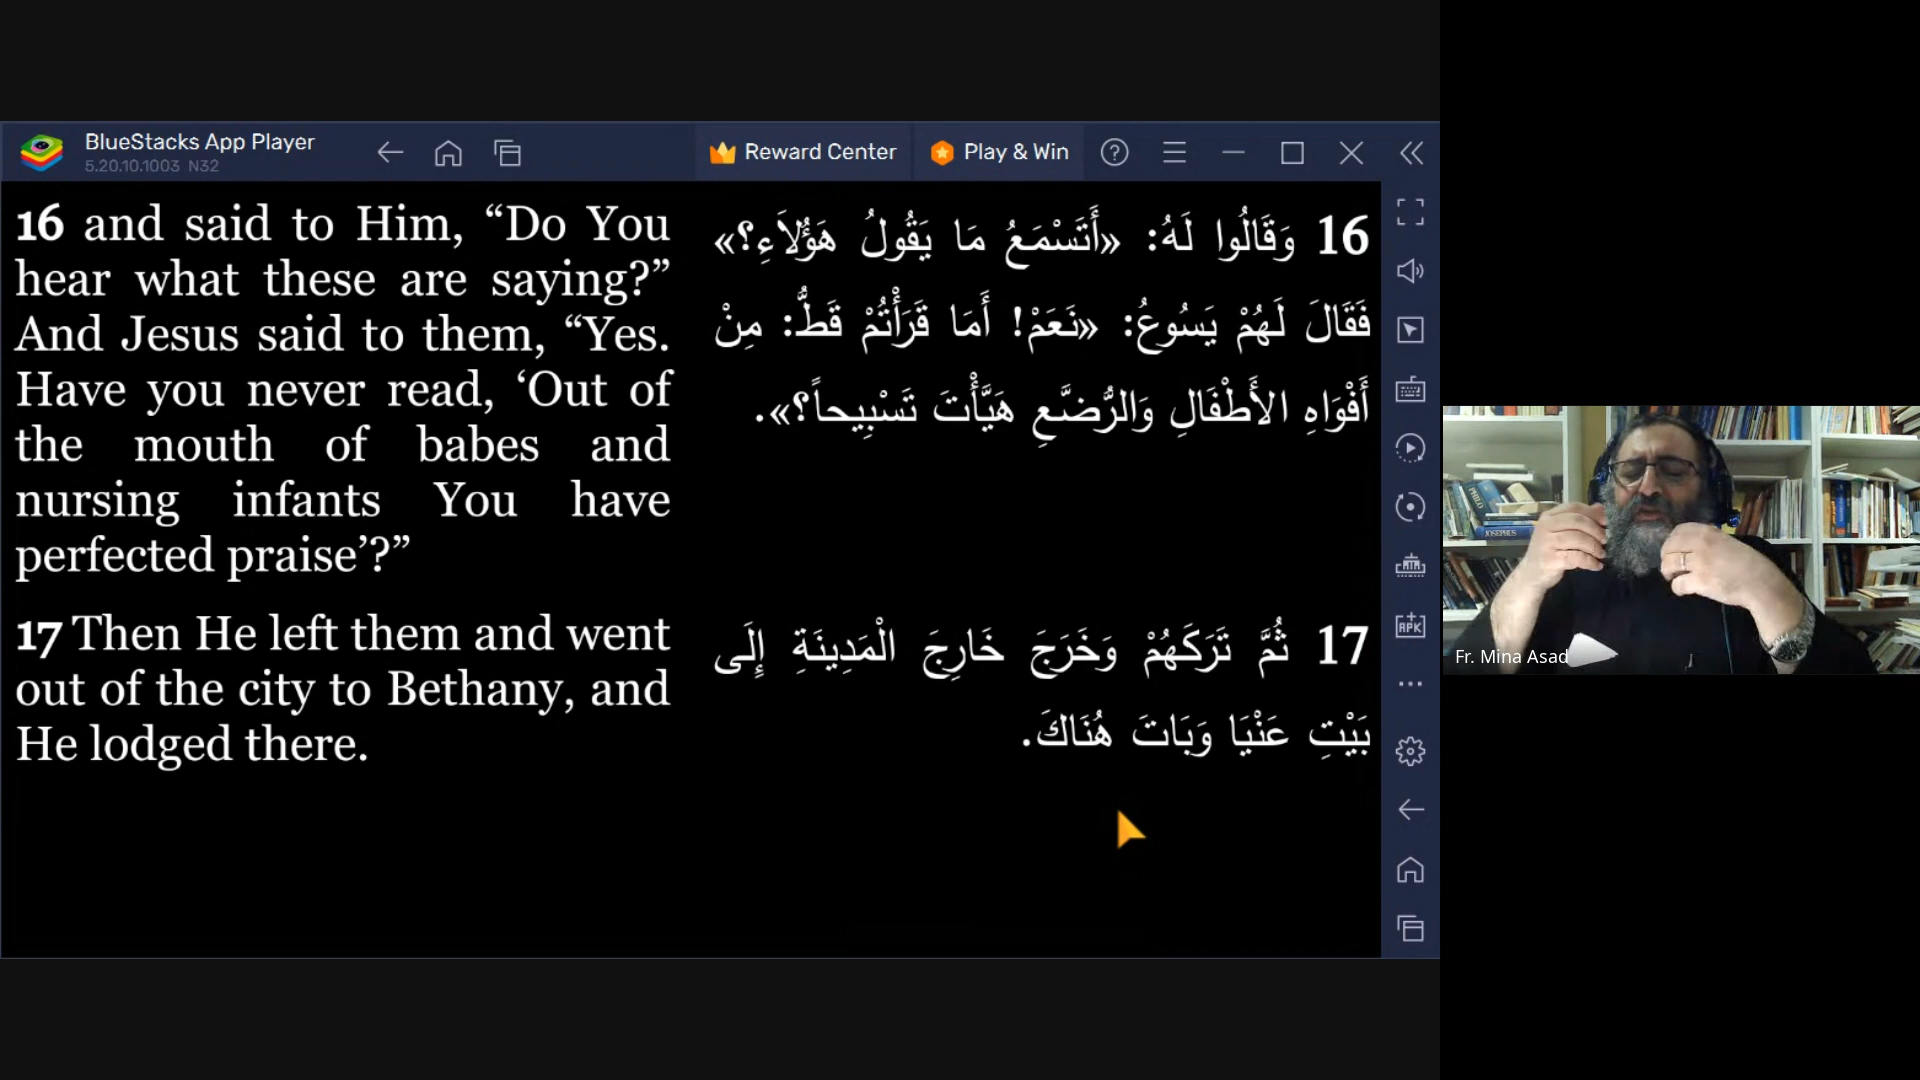 BlueStacks App Player
5.20.10.1003 N32
Reward Center
Play & Win
16 and said to Him, “Do You
hear what these are saying?”
And Jesus said to them, “Yes.
Have you never read, ‘Out of
the mouth of babes and
nursing infants You have
perfected praise’?”
17 Then He left them and went
out of the city to Bethany, and
He lodged there.
16 وَقَالُوا لَهُ: «أَتَسْمَعُ مَا يَقُولُ هَؤُلاَءِ؟»
فَقَالَ لَهُمْ يَسُوعُ: «نَعَمْ! أَمَا قَرَأْتُمْ قَطُّ: مِنْ
أَفْوَاهِ الأَطْفَالِ وَالرُّضَّعِ هَيَّأْتَ تَسْبِيحاً؟».
17 ثُمَّ تَرَكَهُمْ وَخَرَجَ خَارِجَ الْمَدِينَةِ إِلَى
بَيْتِ عَنْيَا وَبَاتَ هُنَاكَ.
APK
PHILO
JOSEPHUS
Fr. Mina Asad